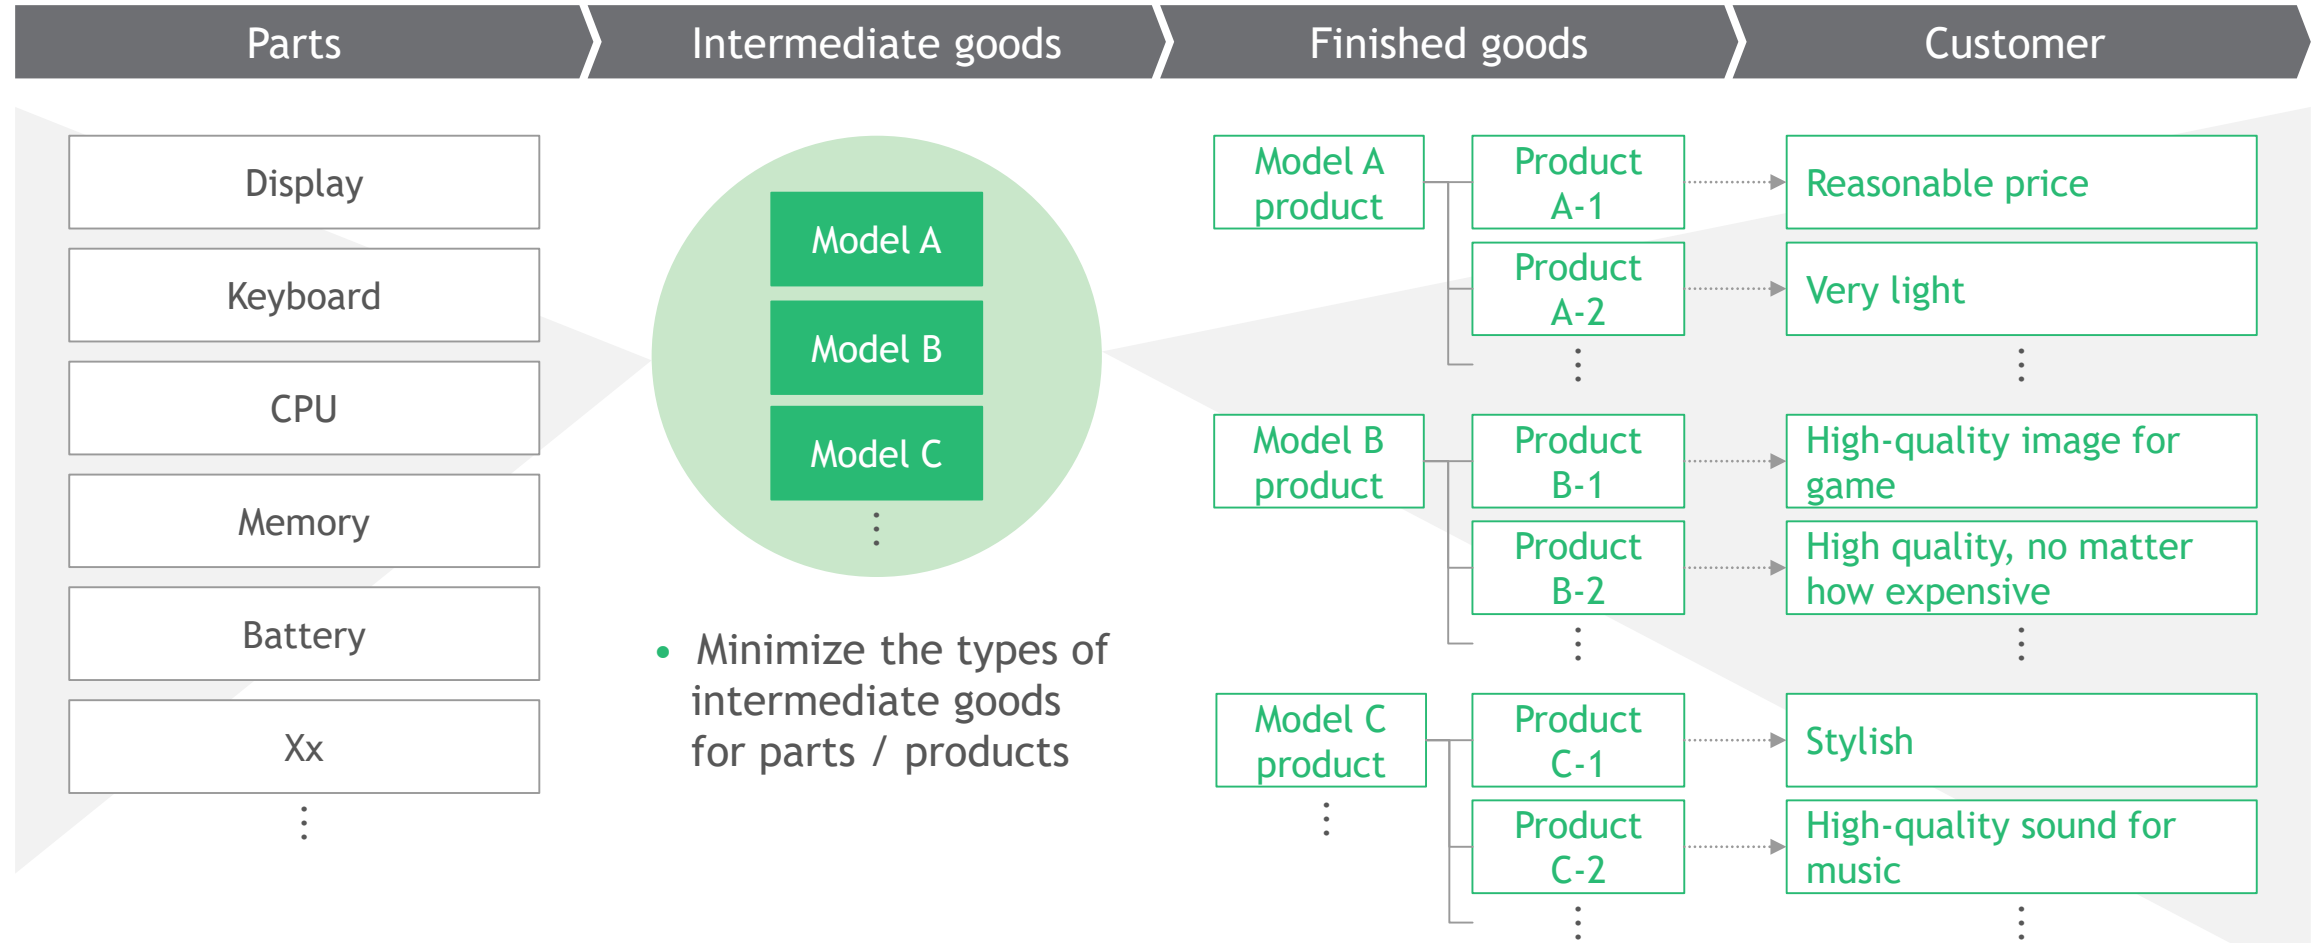 Parts
Intermediate goods
Finished goods
Customer
Display
Keyboard
CPU
Memory
Battery
Xx
Model A
Model B
Model C
• Minimize the types of
intermediate goods
for parts / products
Model A
product
Product
A-1
Reasonable price
Product
A-2
Very light
Model B
product
Product
B-1
High-quality image for
game
Product
B-2
High quality, no matter
how expensive
Model C
product
Product
C-1
Stylish
Product
C-2
High-quality sound for
music